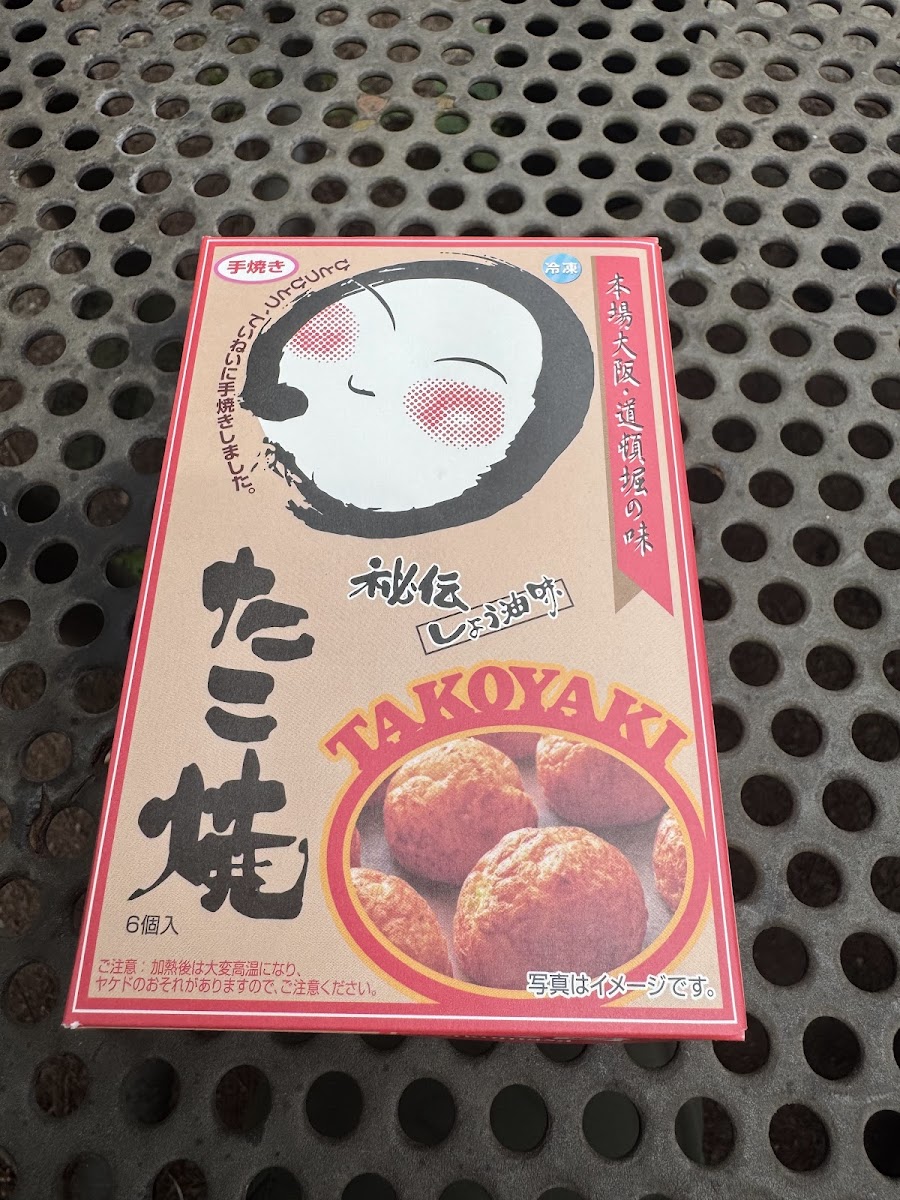 手焼き
ひとつひとつ、ていねいに手焼きしました。
冷凍
本場・大阪・道頓堀の味
秘伝
しょう油味
たこ焼
TAKOYAKI
6個入
ご注意：加熱後は大変高温になり、
ヤケドのおそれがありますので、ご注意ください。
写真はイメージです。